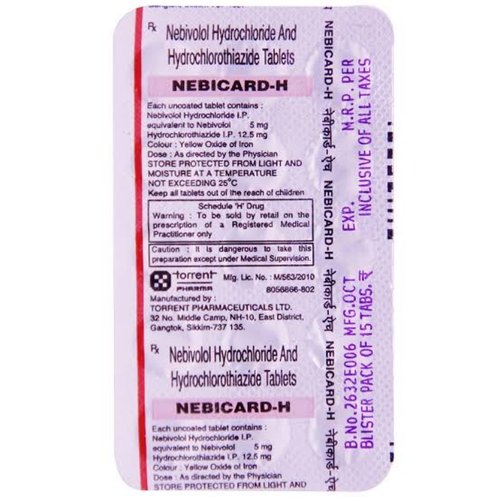 Rx Nebivolol Hydrochloride And
Hydrochlorothiazide Tablets
NEBICARD-H
Each uncoated tablet contains :
Nebivolol Hydrochloride I.P.
equivalent to Nebivolol 5 mg
Hydrochlorothiazide I.P. 12.5 mg
Colour : Yellow Oxide of Iron
Dose : As directed by the Physician
STORE PROTECTED FROM LIGHT AND
MOISTURE AT A TEMPERATURE
NOT EXCEEDING 25°C
Keep all tablets out of the reach of children
Schedule 'H' Drug
Warning : To be sold by retail on the
prescription of a Registered Medical
Practitioner only
Caution : It is dangerous to take this
preparation except under Medical Supervision.
torrent
PHARMA
Mfg. Lic. No. : M/563/2010
8056866-802
Manufactured by :
TORRENT PHARMACEUTICALS LTD.
32 No. Middle Camp, NH-10, East District,
Gangtok, Sikkim-737 135.
Rx Nebivolol Hydrochloride And
Hydrochlorothiazide Tablets
NEBICARD-H
Each uncoated tablet contains :
Nebivolol Hydrochloride I.P.
equivalent to Nebivolol 5 mg
Hydrochlorothiazide I.P. 12.5 mg
Colour : Yellow Oxide of Iron
Dose : As directed by the Physician
STORE PROTECTED FROM LIGHT AND
NEBICARD-H नेबीकार्ड-ऐच NEBICARD-H नेबीकार्ड-ऐच NEBICARD-H नेबीकार्ड-ऐच
B.No.2632E006 MFG.OCT EXP. M.R.P. PER
BLISTER PACK OF 15 TABS. ₹ INCLUSIVE OF ALL TAXES